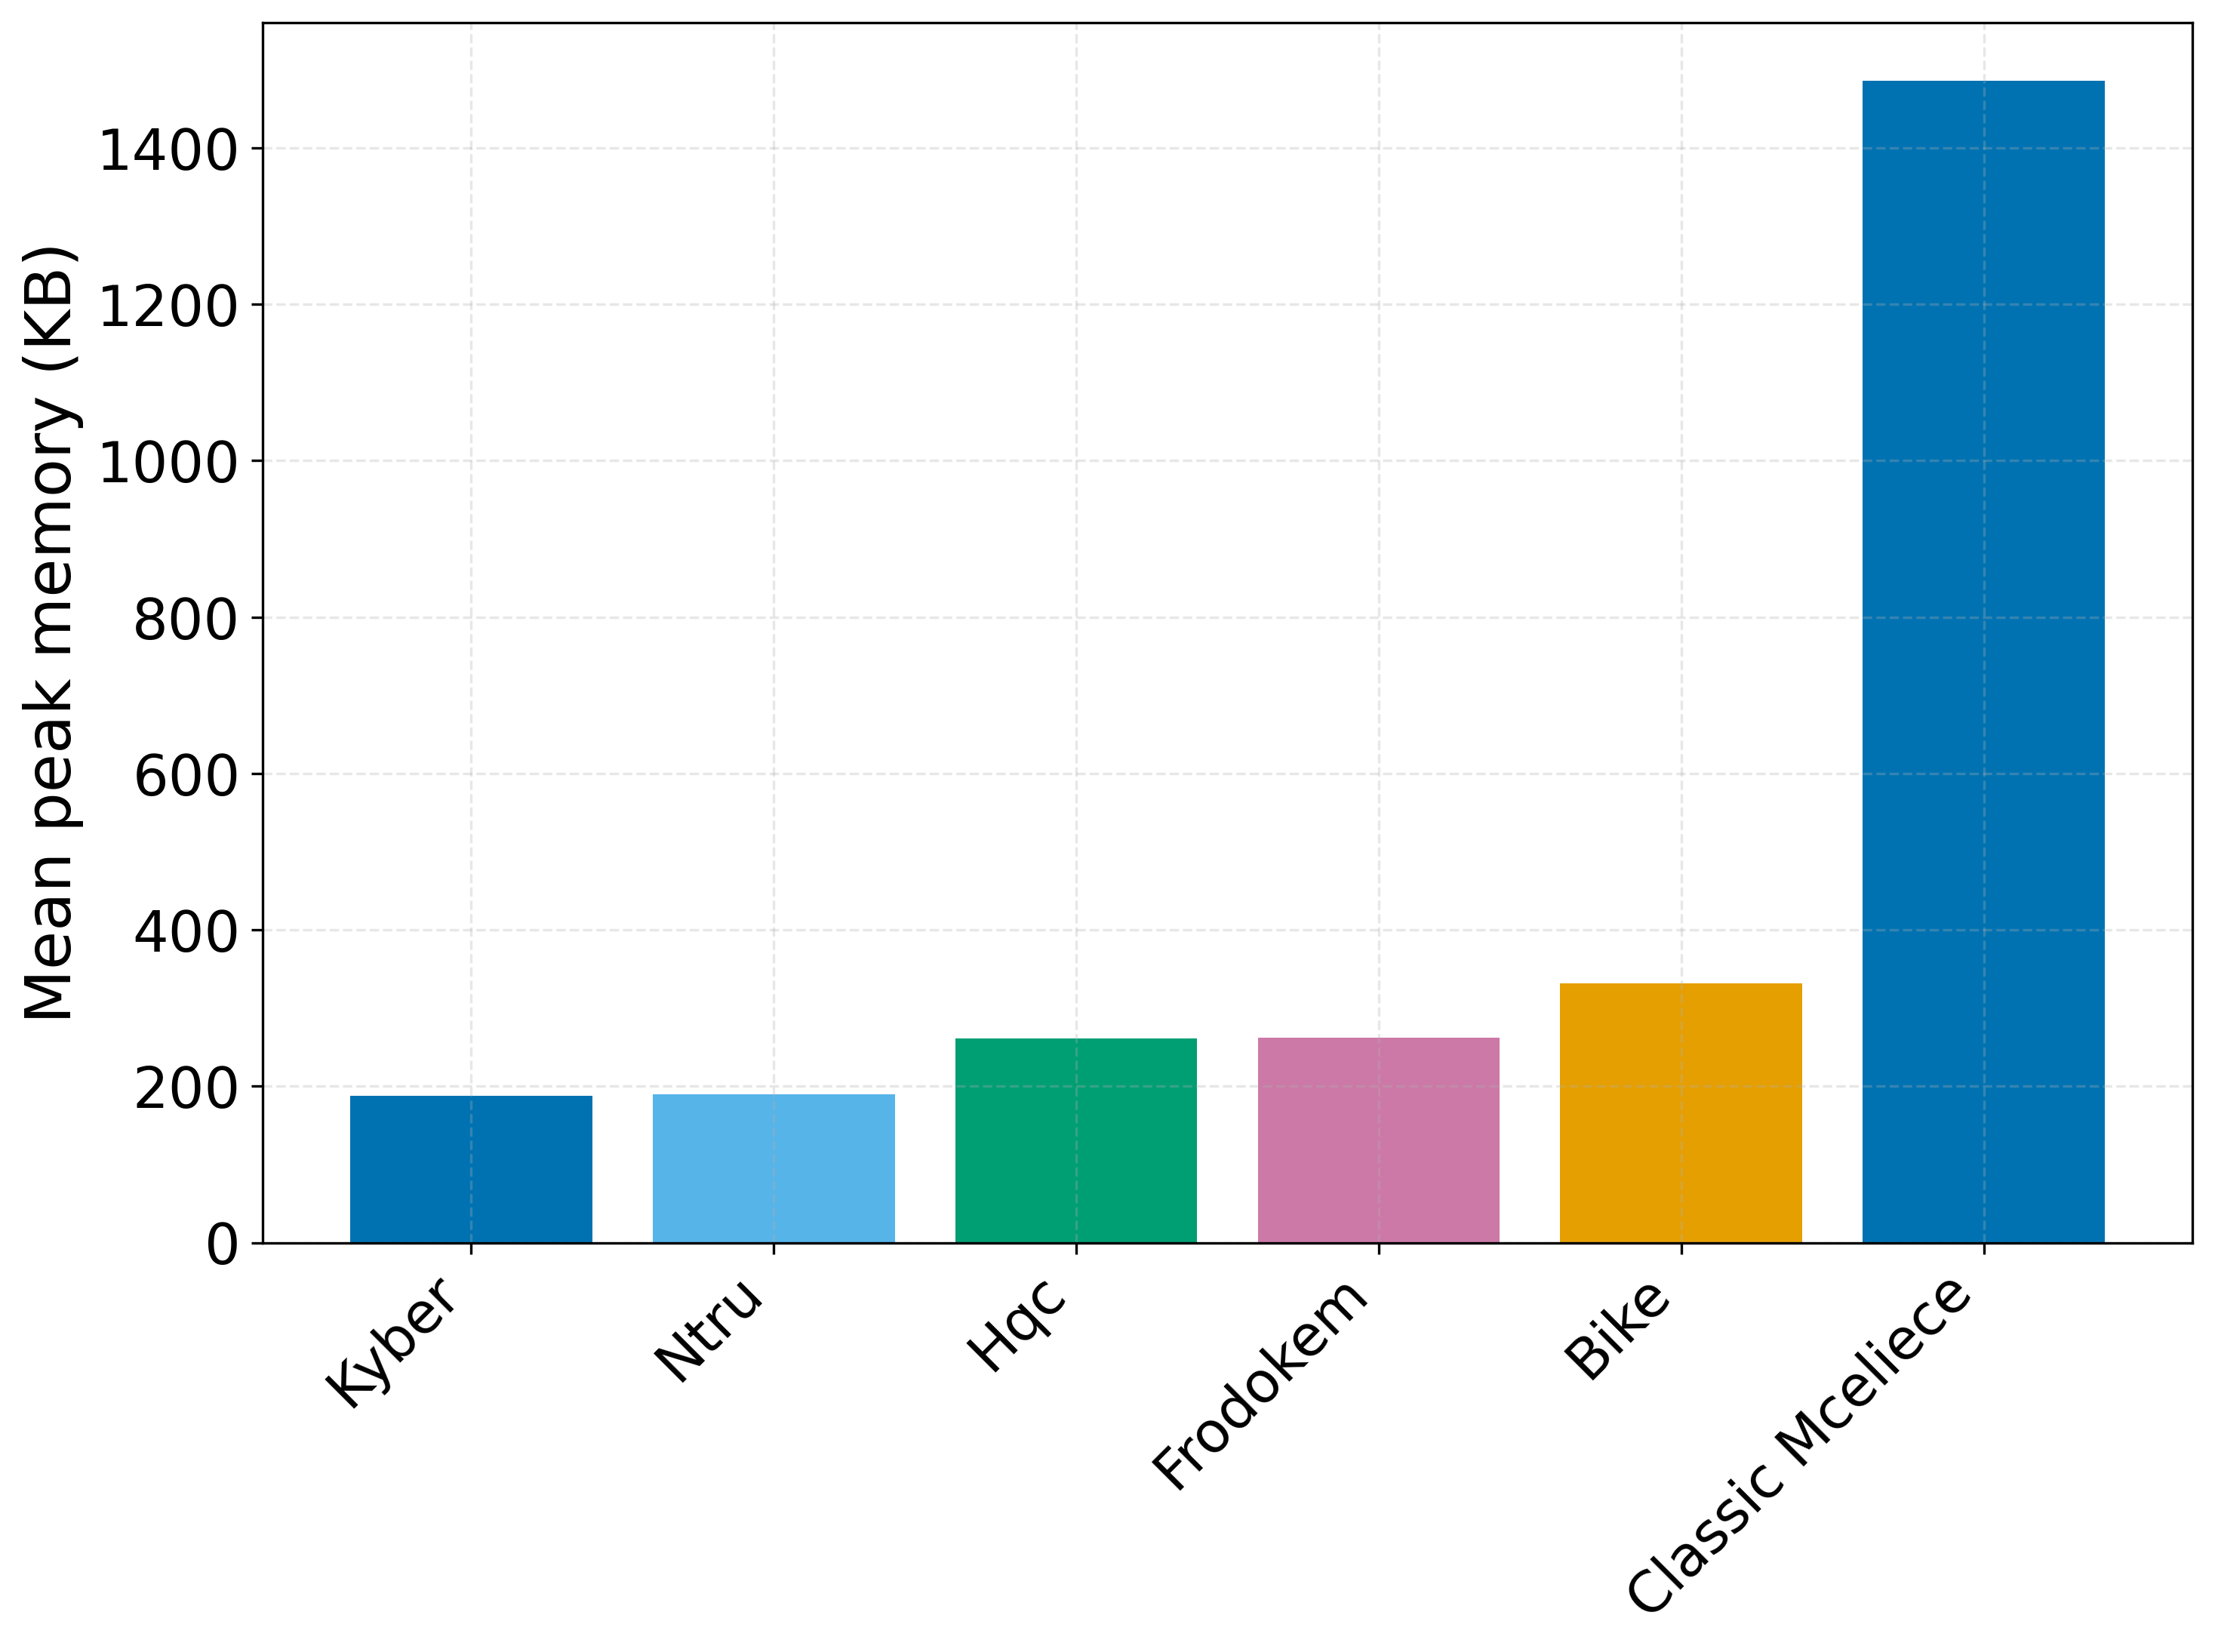 Mean peak memory (KB)
1400
1200
1000
800
600
400
200
0
Kyber
Ntru
Hqc
Frodokem
Bike
Classic Mceliece